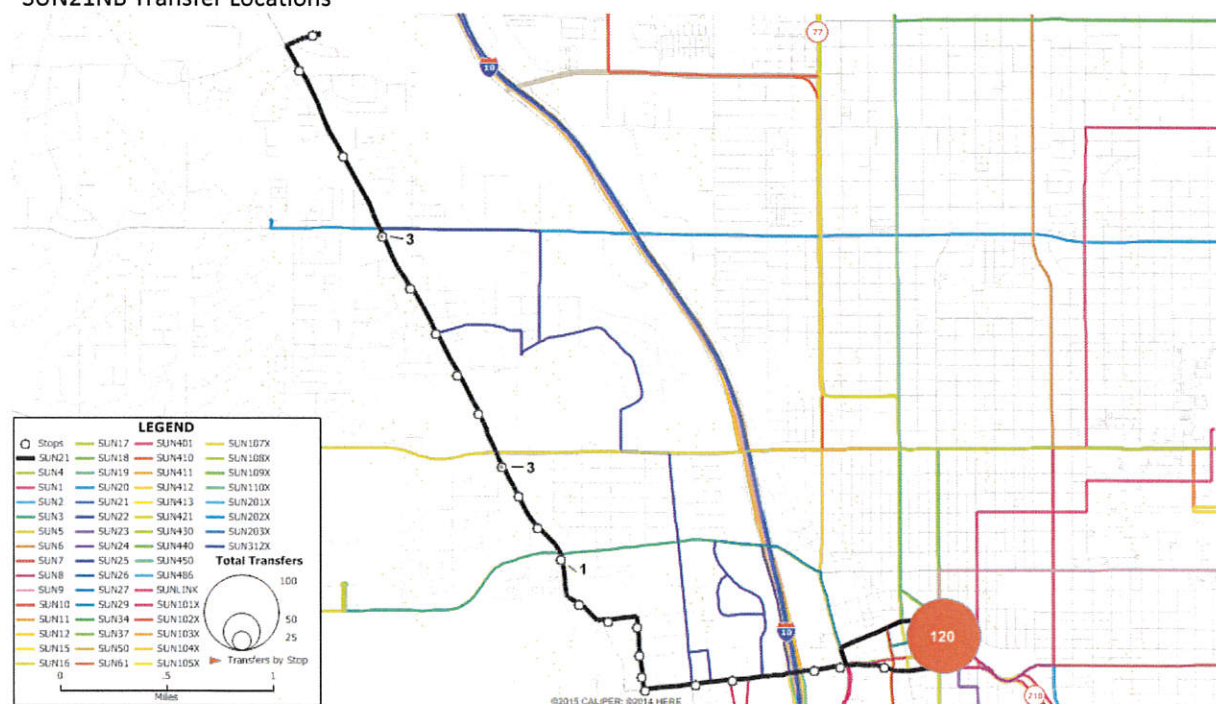 SUN21NB Transfer Locations
77
10
3
3
1
10
120
210
LEGEND
Stops
SUN21
SUN4
SUN1
SUN2
SUN3
SUN5
SUN6
SUN7
SUN8
SUN9
SUN10
SUN11
SUN12
SUN15
SUN16
SUN17
SUN18
SUN19
SUN20
SUN21
SUN22
SUN23
SUN24
SUN25
SUN26
SUN27
SUN29
SUN34
SUN37
SUN50
SUN61
SUN401
SUN410
SUN411
SUN412
SUN413
SUN421
SUN430
SUN440
SUN450
SUN486
SUNLINK
SUN101X
SUN102X
SUN103X
SUN104X
SUN105X
SUN107X
SUN108X
SUN109X
SUN110X
SUN201X
SUN202X
SUN203X
SUN312X
Total Transfers
100
50
25
Transfers by Stop
0 .5 1
Miles
©2015 CALIPER; ©2014 HERE